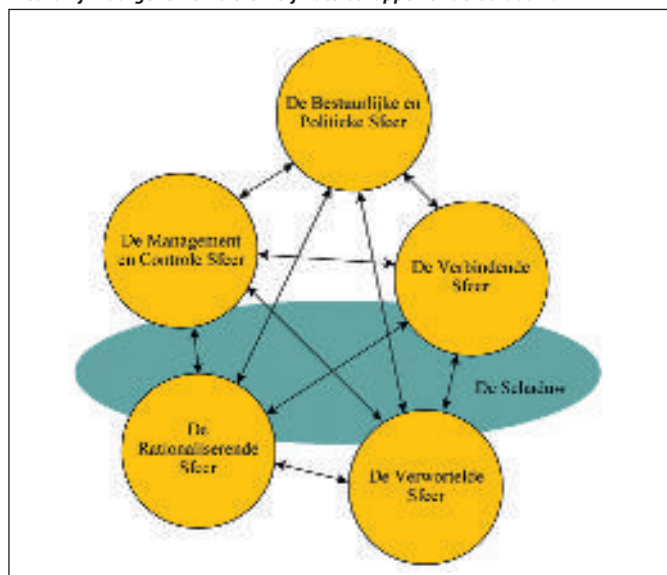 De Bestuurlijke en
Politieke Sfeer
De Management
en Controle Sfeer
De Verbindende
Sfeer
De Schaduw
De
Rationaliserende
Sfeer
De Verwortelde
Sfeer